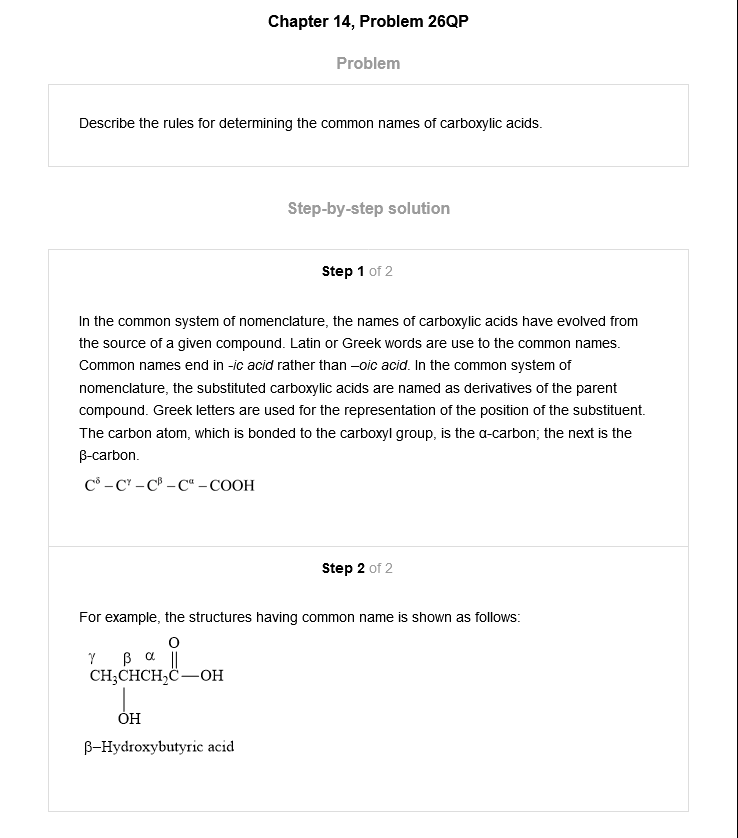 Chapter 14, Problem 26QP
Problem
Describe the rules for determining the common names of carboxylic acids.
Step-by-step solution
Step 1 of 2
In the common system of nomenclature, the names of carboxylic acids have evolved from
the source of a given compound. Latin or Greek words are use to the common names.
Common names end in -ic acid rather than –oic acid. In the common system of
nomenclature, the substituted carboxylic acids are named as derivatives of the parent
compound. Greek letters are used for the representation of the position of the substituent.
The carbon atom, which is bonded to the carboxyl group, is the α-carbon; the next is the
β-carbon.
Cᵟ – Cᵞ – Cᵝ – Cᵅ – COOH
Step 2 of 2
For example, the structures having common name is shown as follows:
O
γ β α ||
CH₃CHCH₂C—OH
|
OH
β–Hydroxybutyric acid